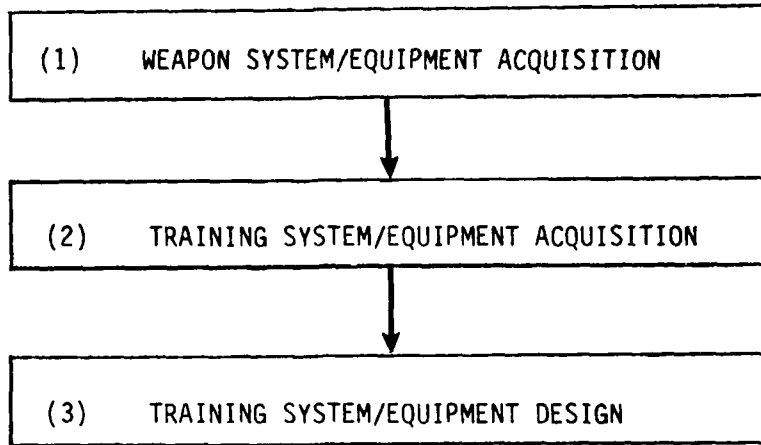 (1) WEAPON SYSTEM/EQUIPMENT ACQUISITION
(2) TRAINING SYSTEM/EQUIPMENT ACQUISITION
(3) TRAINING SYSTEM/EQUIPMENT DESIGN